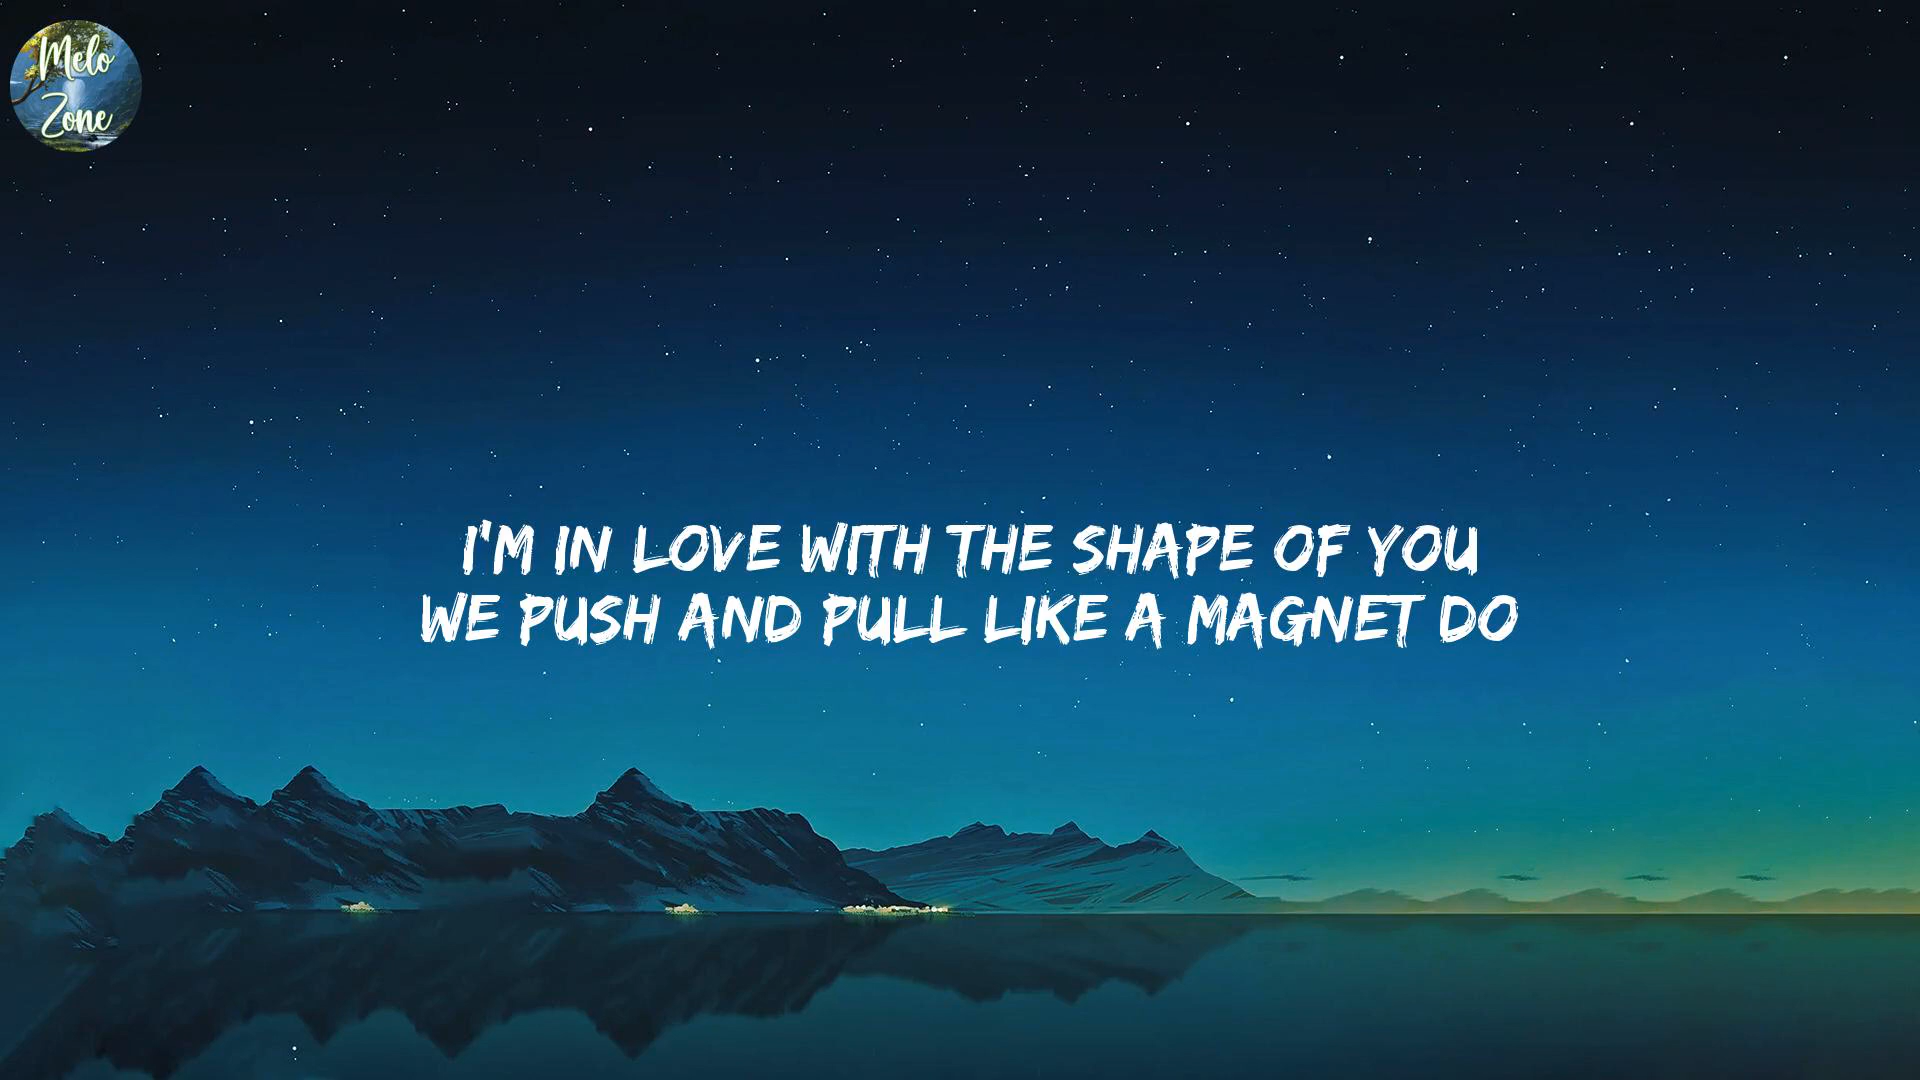 Melo
Zone
I'M IN LOVE WITH THE SHAPE OF YOU
WE PUSH AND PULL LIKE A MAGNET DO